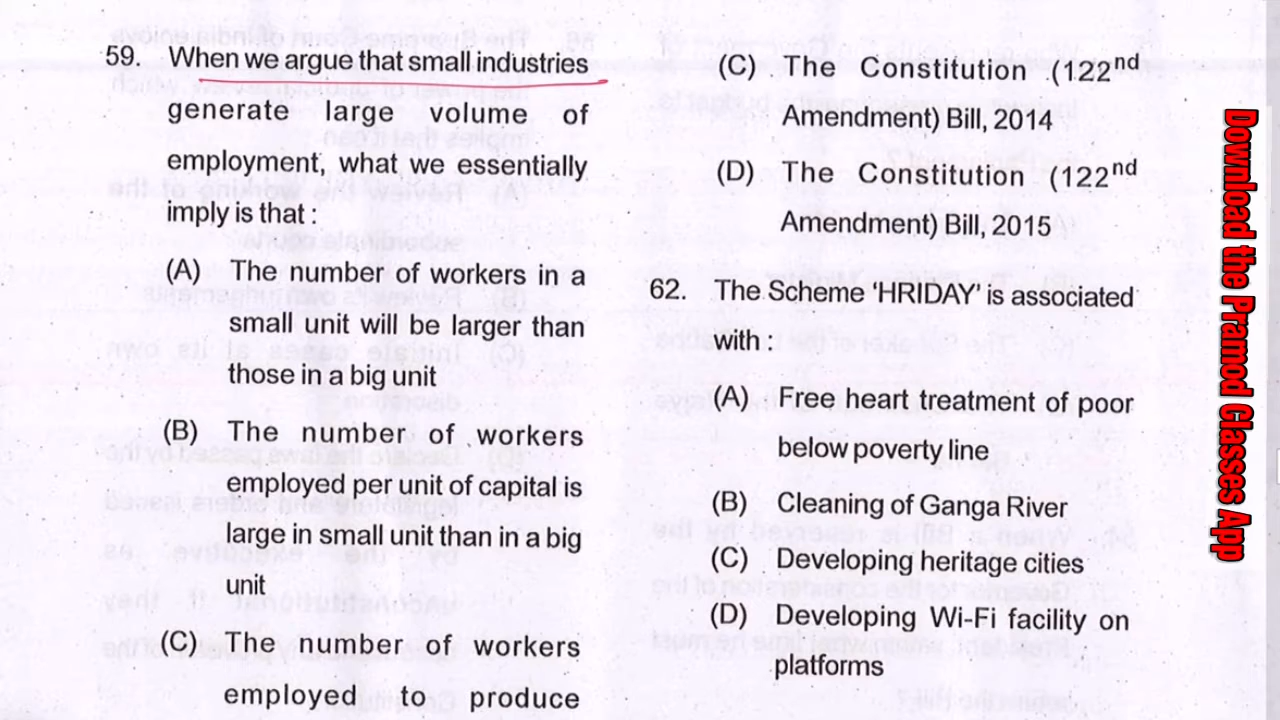 59. When we argue that small industries
generate large volume of
employment, what we essentially
imply is that :
(A) The number of workers in a
small unit will be larger than
those in a big unit
(B) The number of workers
employed per unit of capital is
large in small unit than in a big
unit
(C) The number of workers
employed to produce
(C) The Constitution (122nd
Amendment) Bill, 2014
(D) The Constitution (122nd
Amendment) Bill, 2015
62. The Scheme ‘HRIDAY’ is associated
with :
(A) Free heart treatment of poor
below poverty line
(B) Cleaning of Ganga River
(C) Developing heritage cities
(D) Developing Wi-Fi facility on
platforms
Download the Pramod Classes App